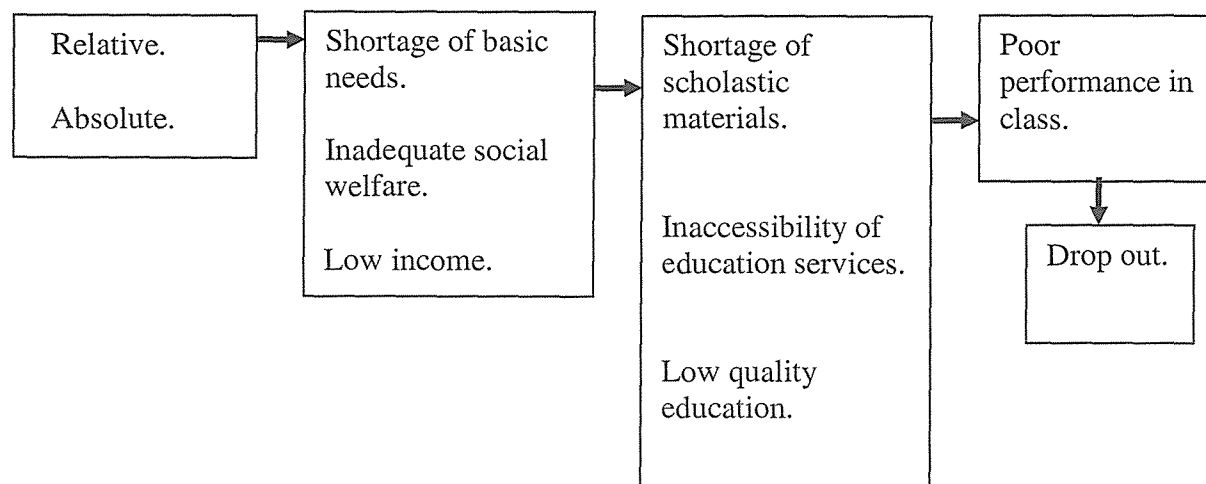 Relative.
Absolute.
Shortage of basic
needs.
Inadequate social
welfare.
Low income.
Shortage of
scholastic
materials.
Inaccessibility of
education services.
Low quality
education.
Poor
performance in
class.
Drop out.